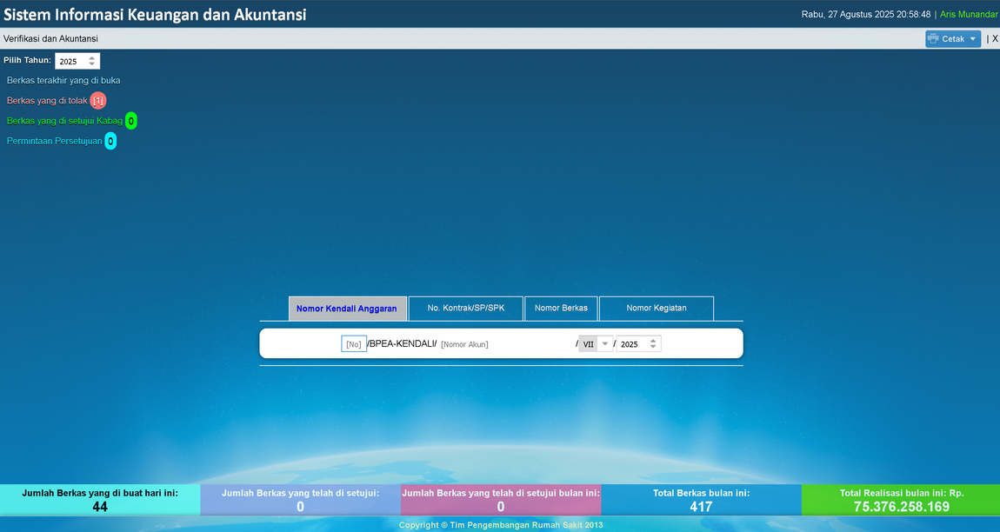 Sistem Informasi Keuangan dan Akuntansi
Rabu, 27 Agustus 2025 20:58:48 | Aris Munandar
Verifikasi dan Akuntansi
Cetak | X
Pilih Tahun: 2025
Berkas terakhir yang di buka
Berkas yang di tolak [1]
Berkas yang di setujui Kabag 0
Permintaan Persetujuan 0
Nomor Kendali Anggaran
No. Kontrak/SP/SPK
Nomor Berkas
Nomor Kegiatan
[No] /BPEA-KENDALI/ [Nomor Akun] / VII / 2025
Jumlah Berkas yang di buat hari ini:
44
Jumlah Berkas yang telah di setujui:
0
Jumlah Berkas yang telah di setujui bulan ini:
0
Total Berkas bulan ini:
417
Total Realisasi bulan ini: Rp.
75.376.258.169
Copyright © Tim Pengembangan Rumah Sakit 2013